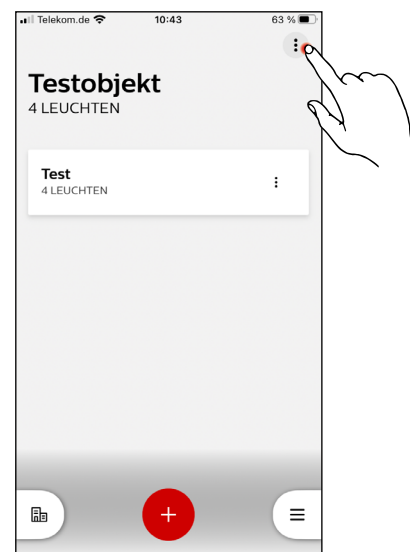 Telekom.de 10:43 63 %
Testobjekt
4 LEUCHTEN
Test
4 LEUCHTEN